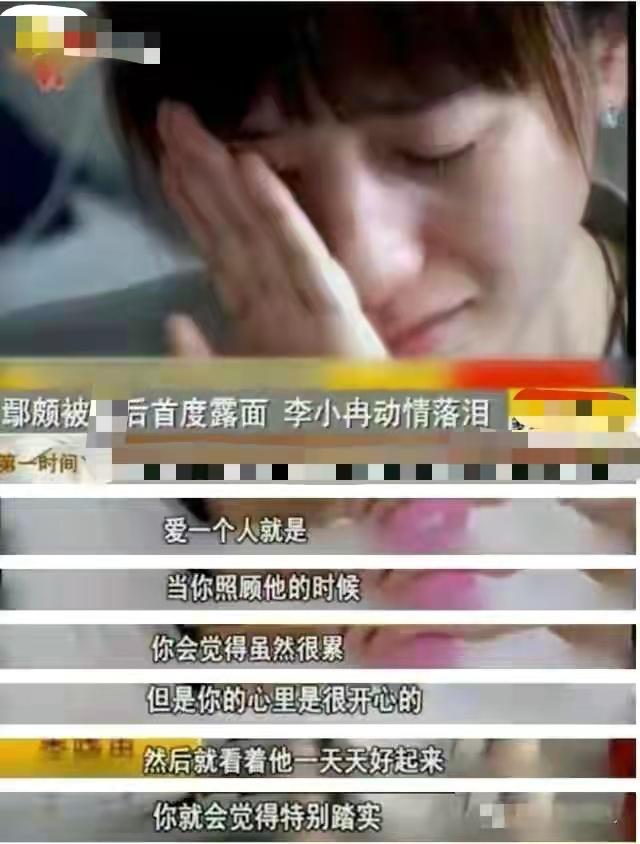 鄢颇被 后首度露面 李小冉动情落泪
第一时间
爱一个人就是
当你照顾他的时候
你会觉得虽然很累
但是你的心里是很开心的
然后就看着他一天天好起来
你就会觉得特别踏实